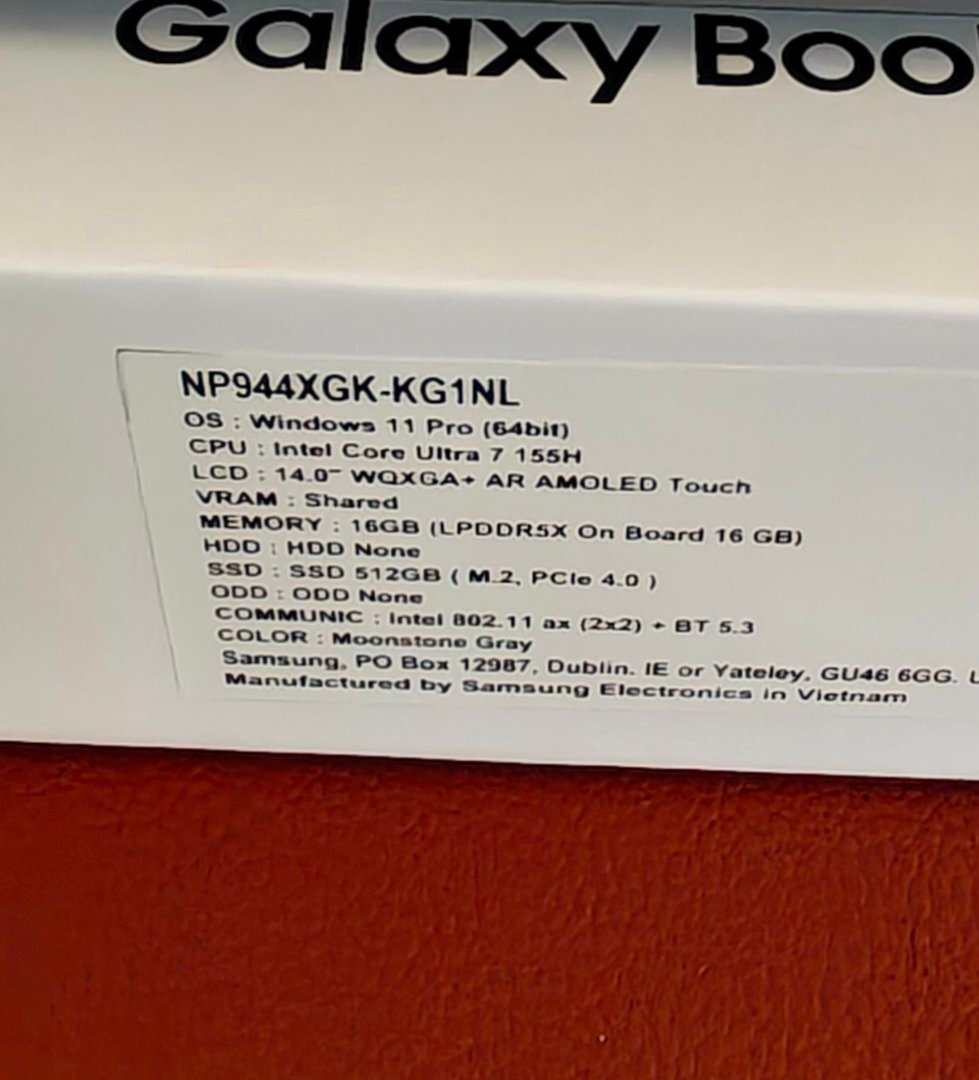 Galaxy Boo
NP944XGK-KG1NL
OS : Windows 11 Pro (64bit)
CPU : Intel Core Ultra 7 155H
LCD : 14.0" WQXGA+ AR AMOLED Touch
VRAM : Shared
MEMORY : 16GB (LPDDR5X On Board 16 GB)
HDD : HDD None
SSD : SSD 512GB ( M.2, PCIe 4.0 )
ODD : ODD None
COMMUNIC : Intel 802.11 ax (2x2) + BT 5.3
COLOR : Moonstone Gray
Samsung, PO Box 12987, Dublin. IE or Yateley, GU46 6GG.
Manufactured by Samsung Electronics in Vietnam